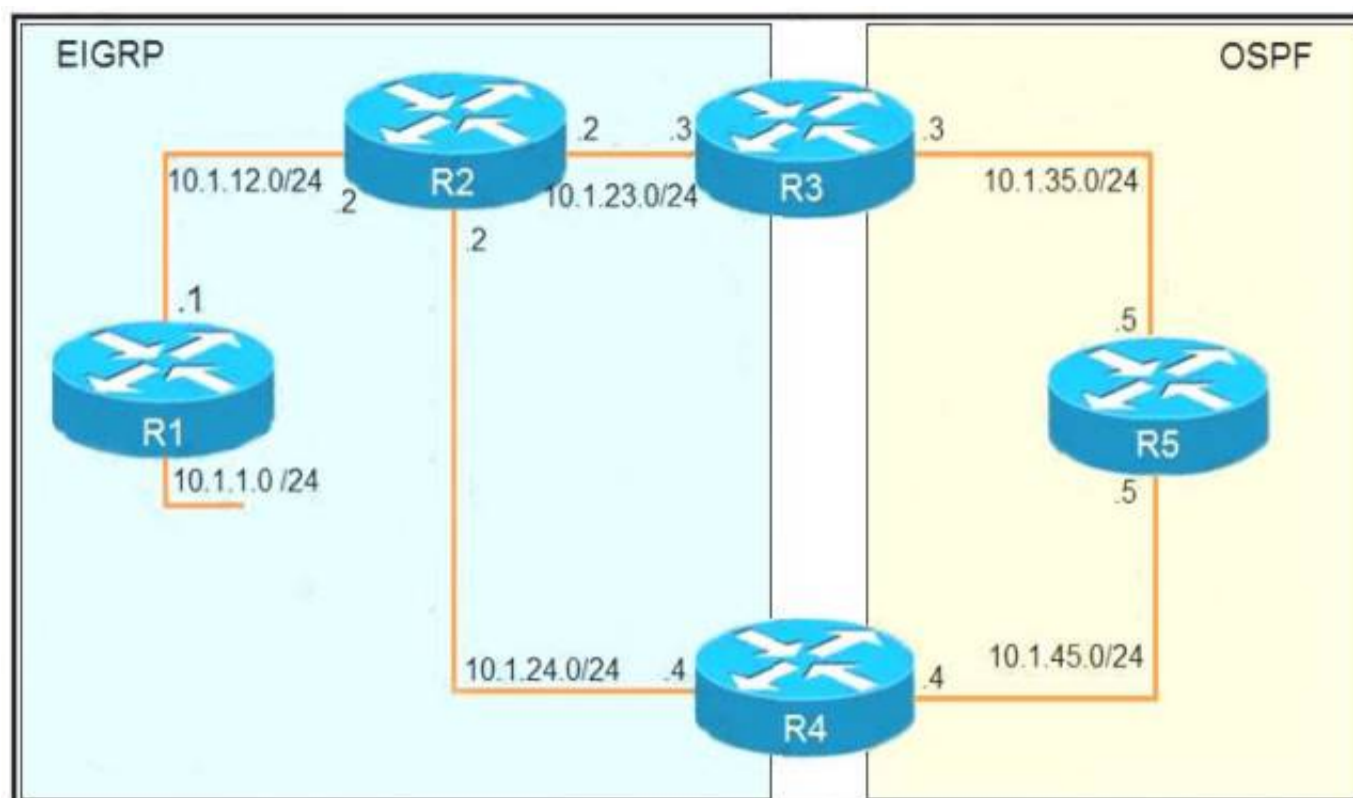 EIGRP
OSPF
.2
.3
.3
R2
R3
10.1.12.0/24
.2
10.1.23.0/24
10.1.35.0/24
.2
.1
.5
R1
R5
10.1.1.0 /24
.5
10.1.24.0/24
.4
.4
10.1.45.0/24
R4